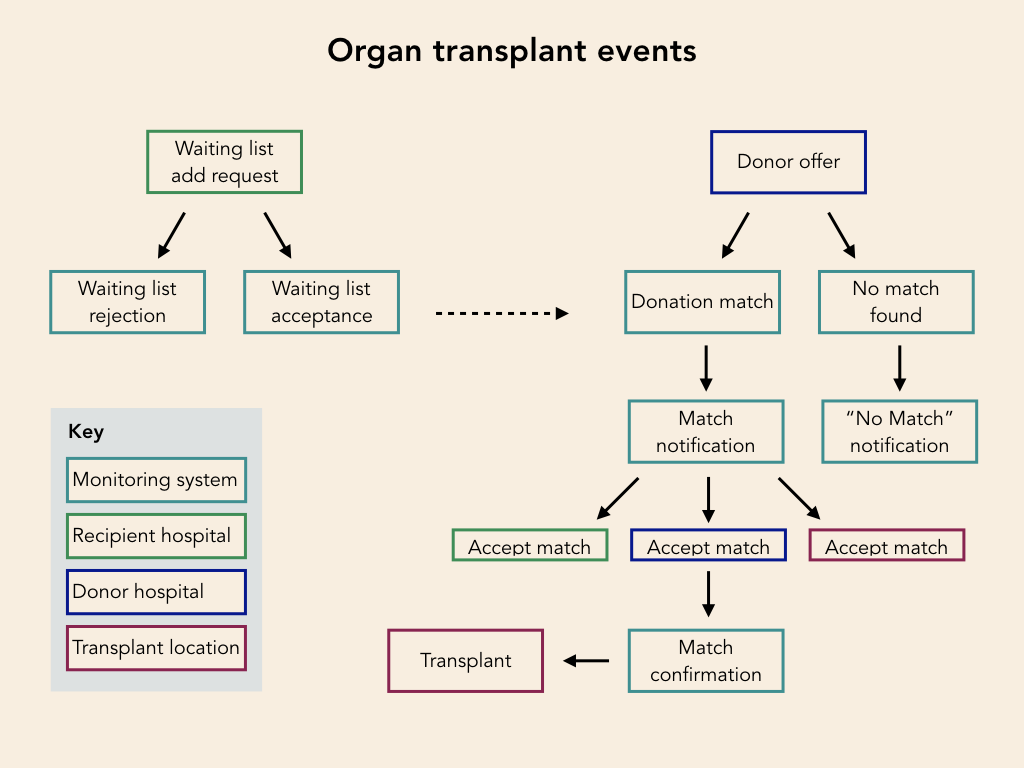 Organ transplant events
Waiting list
add request
Donor offer
Waiting list
rejection
Waiting list
acceptance
Donation match
No match
found
Match
notification
“No Match”
notification
Key
Monitoring system
Recipient hospital
Donor hospital
Transplant location
Accept match
Accept match
Accept match
Transplant
Match
confirmation